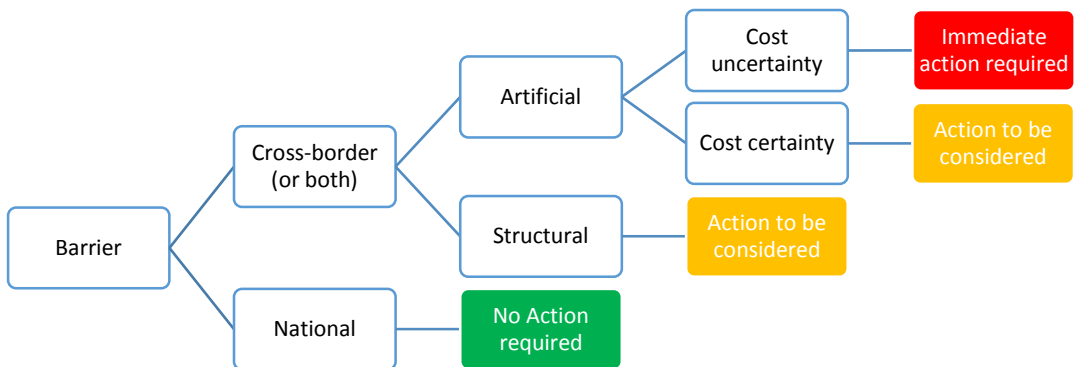 Cost
uncertainty
Immediate
action required
Artificial
Cost certainty
Action to be
considered
Cross-border
(or both)
Structural
Action to be
considered
Barrier
National
No Action
required